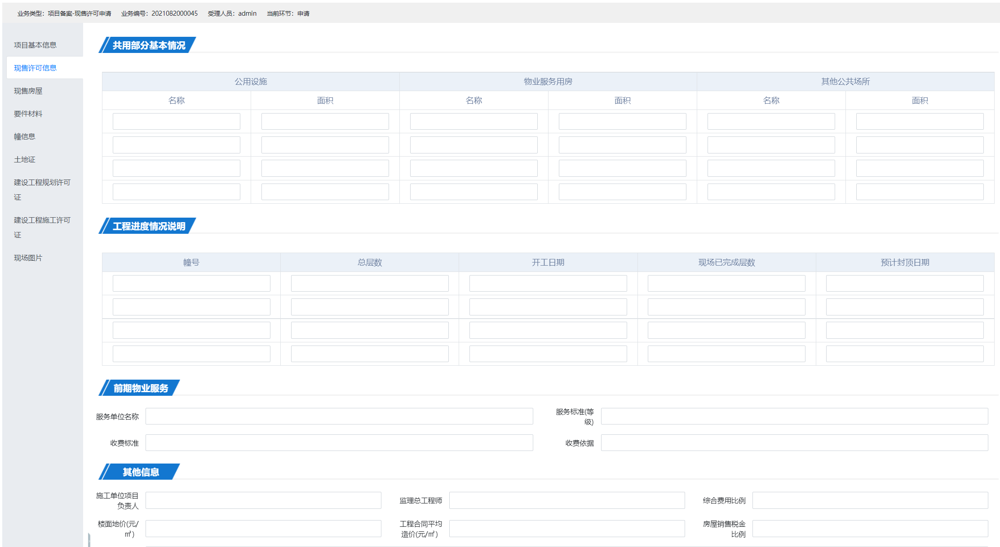 业务类型：项目备案-现售许可申请 业务编号：2021082000045 受理人员：admin 当前环节：申请
项目基本信息
现售许可信息
现售房屋
要件材料
幢信息
土地证
建设工程规划许可
证
建设工程施工许可
证
现场图片
共用部分基本情况
公用设施 物业服务用房 其他公共场所
名称 面积 名称 面积 名称 面积
工程进度情况说明
幢号 总层数 开工日期 现场已完成层数 预计封顶日期
前期物业服务
服务单位名称
服务标准(等
级)
收费标准
收费依据
其他信息
施工单位项目
负责人
监理总工程师
综合费用比例
楼面地价(元/
㎡)
工程合同平均
造价(元/㎡)
房屋销售税金
比例